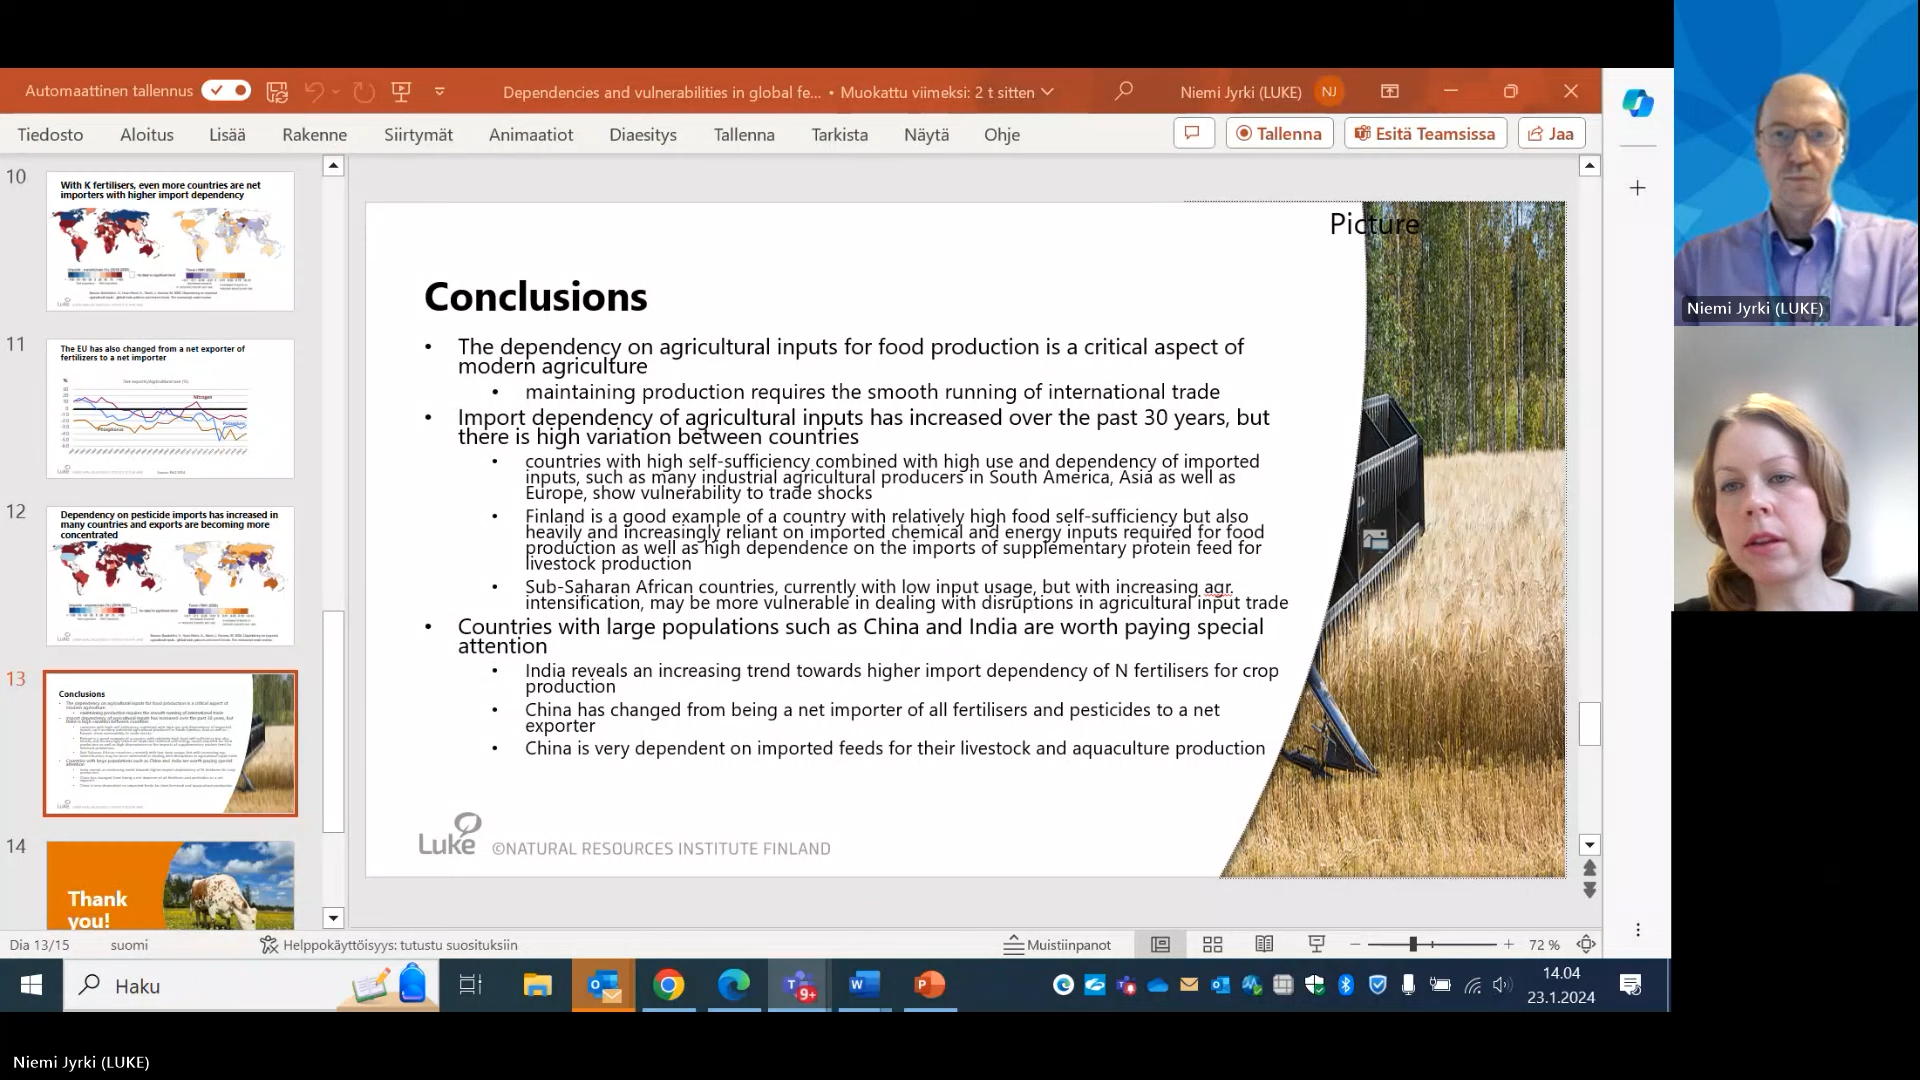 Automaattinen tallennus
Dependencies and vulnerabilities in global fe... • Muokattu viimeksi: 2 t sitten
Niemi Jyrki (LUKE)
NJ
Tiedosto Aloitus Lisää Rakenne Siirtymät Animaatiot Diaesitys Tallenna Tarkista Näytä Ohje
Tallenna
Esitä Teamsissa
Jaa
10
With K fertilisers, even more countries are net
importers with higher import dependency
11
The EU has also changed from a net exporter of
fertilizers to a net importer
Nitrogen
12
Dependency on pesticide imports has increased in
many countries and exports are becoming more
concentrated
13
Conclusions
14
Thank
you!
Picture
Conclusions
• The dependency on agricultural inputs for food production is a critical aspect of
modern agriculture
• maintaining production requires the smooth running of international trade
• Import dependency of agricultural inputs has increased over the past 30 years, but
there is high variation between countries
• countries with high self-sufficiency combined with high use and dependency of imported
inputs, such as many industrial agricultural producers in South America, Asia as well as
Europe, show vulnerability to trade shocks
• Finland is a good example of a country with relatively high food self-sufficiency but also
heavily and increasingly reliant on imported chemical and energy inputs required for food
production as well as high dependence on the imports of supplementary protein feed for
livestock production
• Sub-Saharan African countries, currently with low input usage, but with increasing agr.
intensification, may be more vulnerable in dealing with disruptions in agricultural input trade
• Countries with large populations such as China and India are worth paying special
attention
• India reveals an increasing trend towards higher import dependency of N fertilisers for crop
production
• China has changed from being a net importer of all fertilisers and pesticides to a net
exporter
• China is very dependent on imported feeds for their livestock and aquaculture production
Luke ©NATURAL RESOURCES INSTITUTE FINLAND
Dia 13/15 suomi Helppokäyttöisyys: tutustu suosituksiin
Muistiinpanot
72 %
Haku
9+
14.04
23.1.2024
Niemi Jyrki (LUKE)
Niemi Jyrki (LUKE)